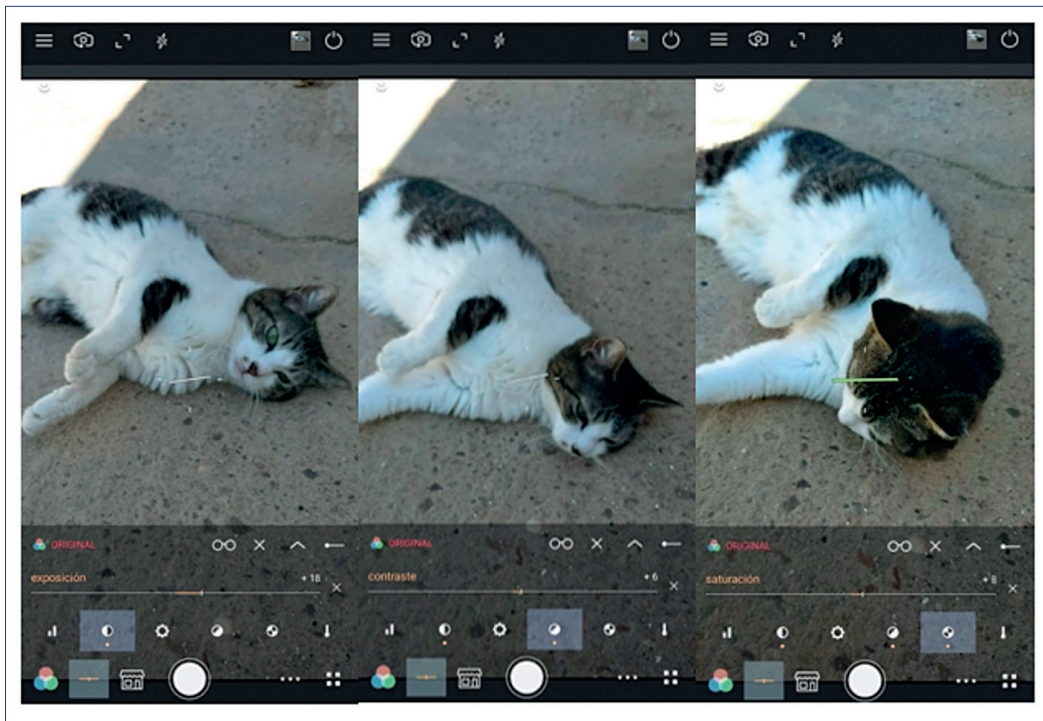 ORIGINAL
exposición
+ 18
ORIGINAL
contraste
+ 6
ORIGINAL
saturación
+ 8